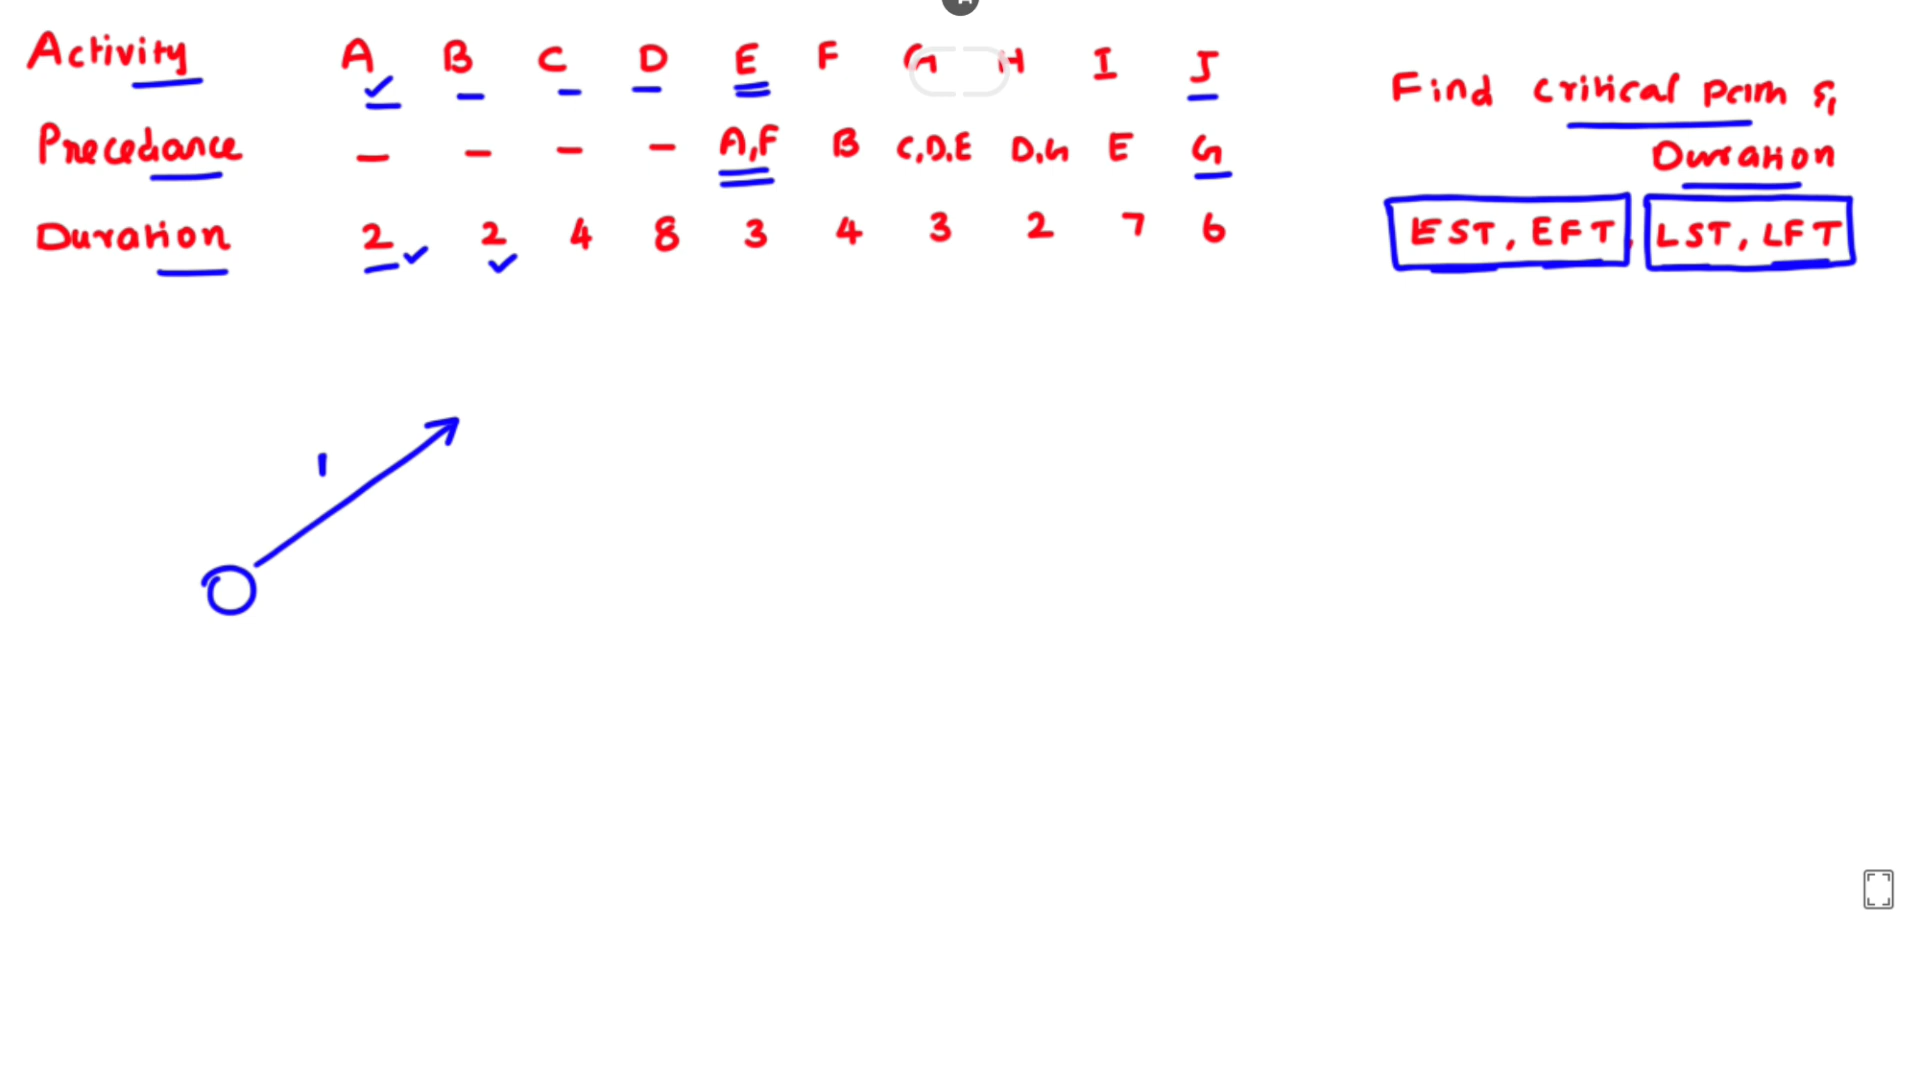 Activity A B C D E F G H I J
Precedance - - - - A,F B C,D,E D,G E G
Duration 2 2 4 8 3 4 3 2 7 6
Find critical path &
Duration
EST, EFT, LST, LFT